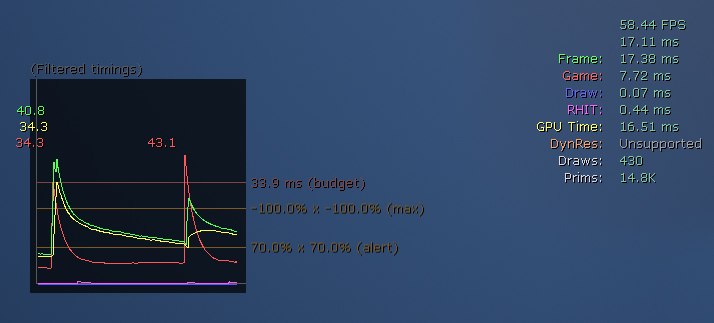 58.44 FPS
17.11 ms
Frame: 17.38 ms
Game: 7.72 ms
Draw: 0.07 ms
RHIT: 0.44 ms
GPU Time: 16.51 ms
DynRes: Unsupported
Draws: 430
Prims: 14.8K
(Filtered timings)
40.8
34.3
34.3
43.1
33.9 ms (budget)
-100.0% x -100.0% (max)
70.0% x 70.0% (alert)